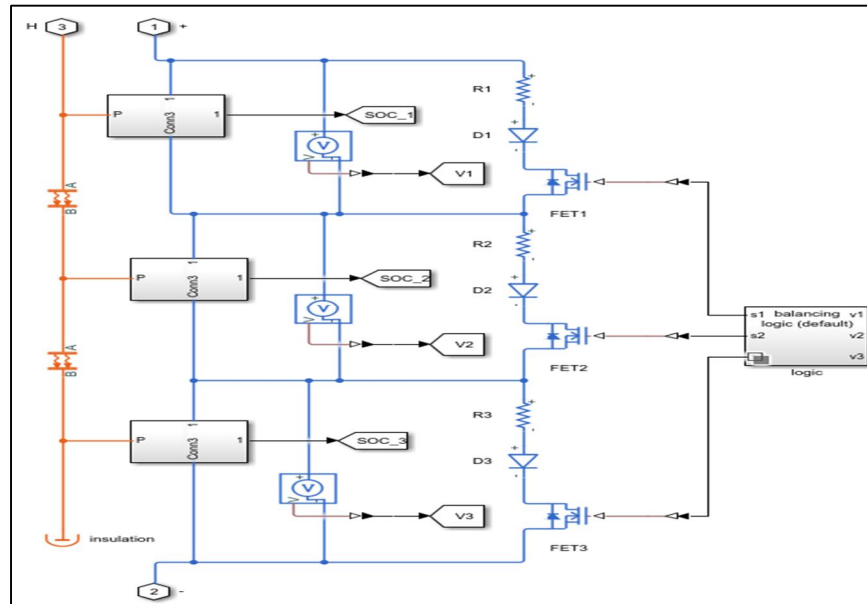 H 3
1 +
P
1
Conn3
1
SOC_1
+
V
V
V1
R1
+
-
D1
+
-
FET1
A
B
P
1
Conn3
1
SOC_2
+
V
V
V2
R2
+
-
D2
+
-
FET2
A
B
P
1
Conn3
1
SOC_3
+
V
V
V3
R3
+
-
D3
+
-
FET3
s1 balancing v1
s2 logic (default) v2
v3
logic
insulation
2 -